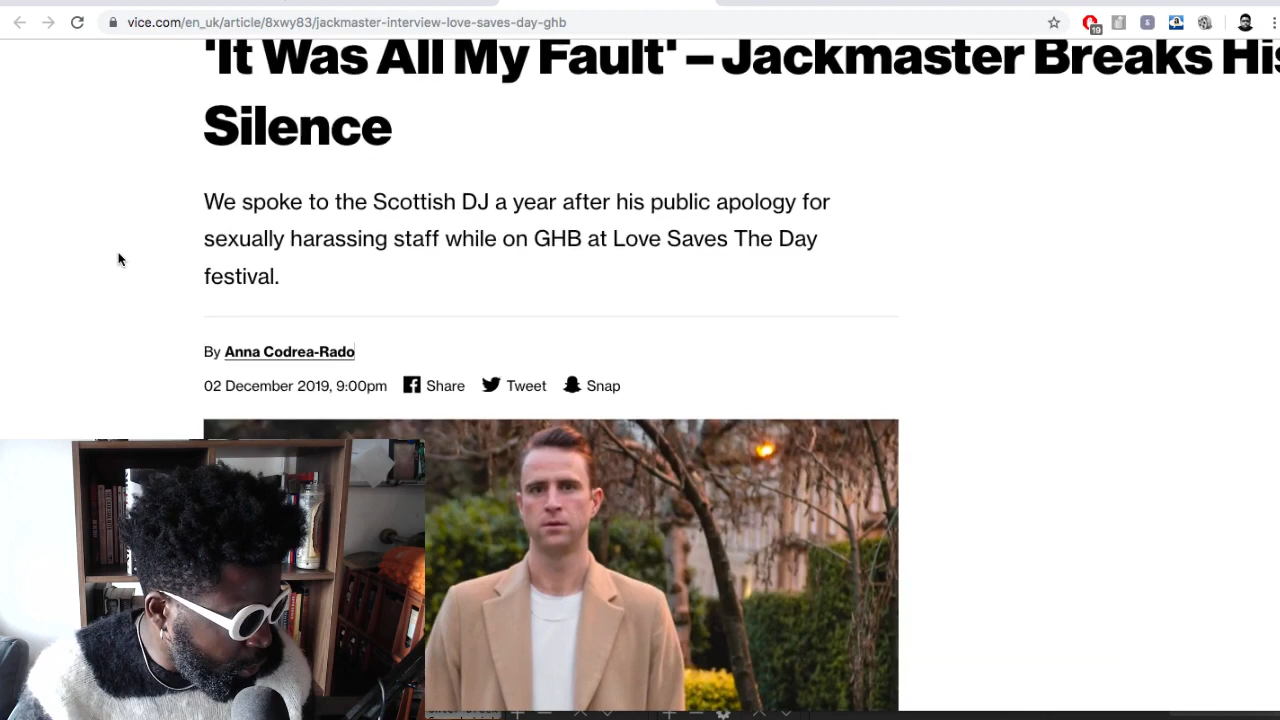 vice.com/en_uk/article/8xwy83/jackmaster-interview-love-saves-day-ghb
19
'It Was All My Fault' – Jackmaster Breaks His
Silence
We spoke to the Scottish DJ a year after his public apology for
sexually harassing staff while on GHB at Love Saves The Day
festival.
By Anna Codrea-Rado
02 December 2019, 9:00pm
Share
Tweet
Snap